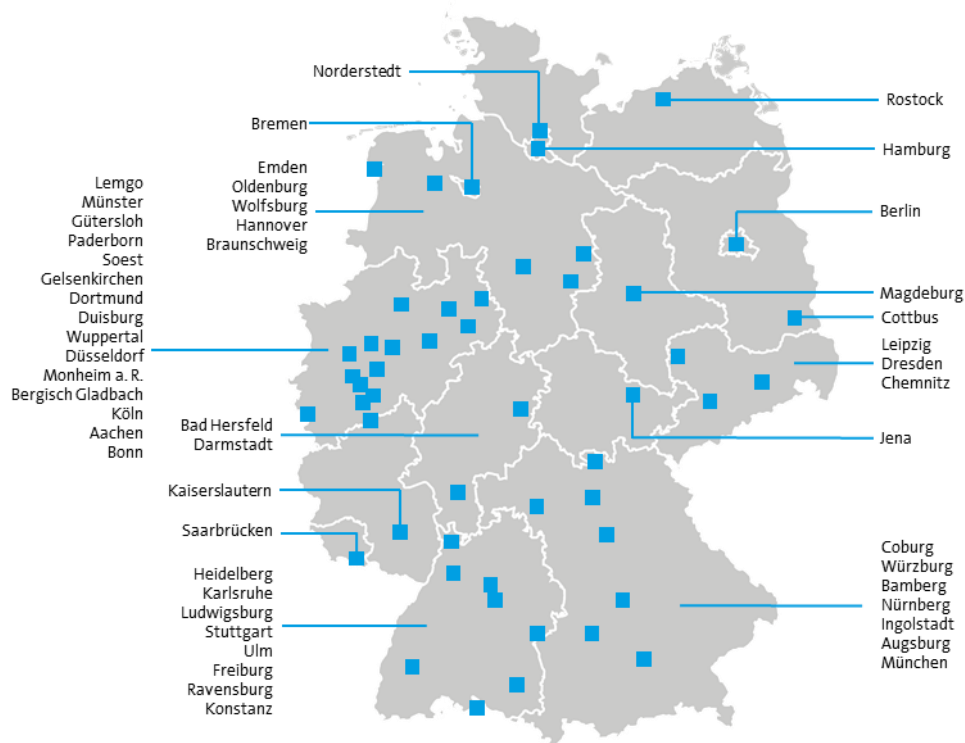 Norderstedt
Bremen
Emden
Oldenburg
Wolfsburg
Hannover
Braunschweig
Lemgo
Münster
Gütersloh
Paderborn
Soest
Gelsenkirchen
Dortmund
Duisburg
Wuppertal
Düsseldorf
Monheim a. R.
Bergisch Gladbach
Köln
Aachen
Bonn
Bad Hersfeld
Darmstadt
Kaiserslautern
Saarbrücken
Heidelberg
Karlsruhe
Ludwigsburg
Stuttgart
Ulm
Freiburg
Ravensburg
Konstanz
Rostock
Hamburg
Berlin
Magdeburg
Cottbus
Leipzig
Dresden
Chemnitz
Jena
Coburg
Würzburg
Bamberg
Nürnberg
Ingolstadt
Augsburg
München